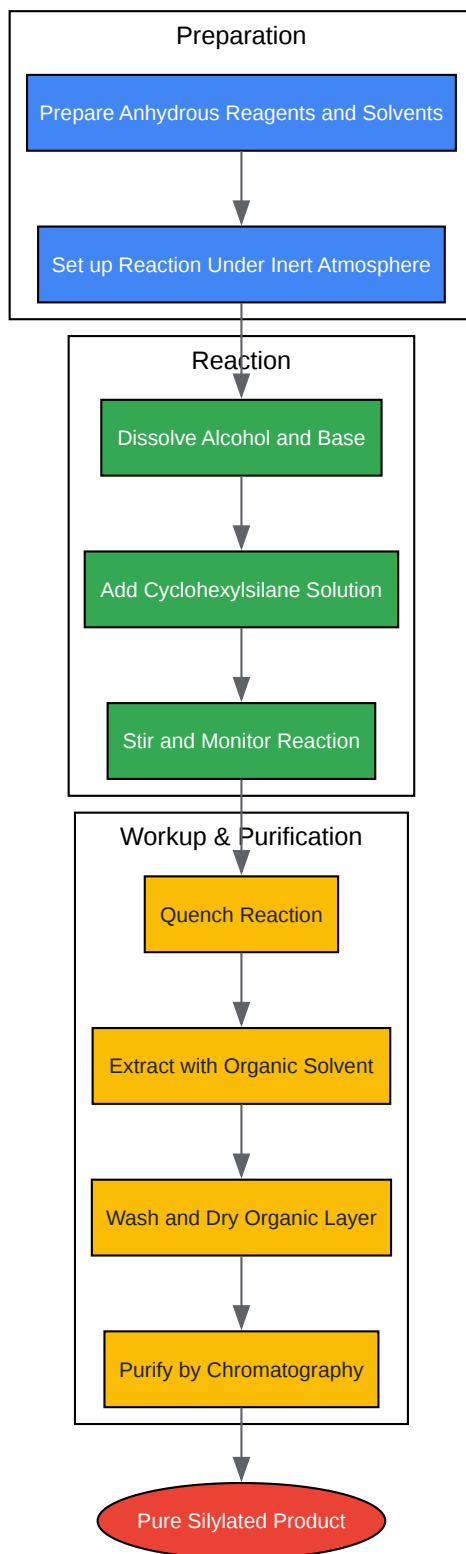 Preparation
Prepare Anhydrous Reagents and Solvents
Set up Reaction Under Inert Atmosphere
Reaction
Dissolve Alcohol and Base
Add Cyclohexylsilane Solution
Stir and Monitor Reaction
Workup & Purification
Quench Reaction
Extract with Organic Solvent
Wash and Dry Organic Layer
Purify by Chromatography
Pure Silylated Product